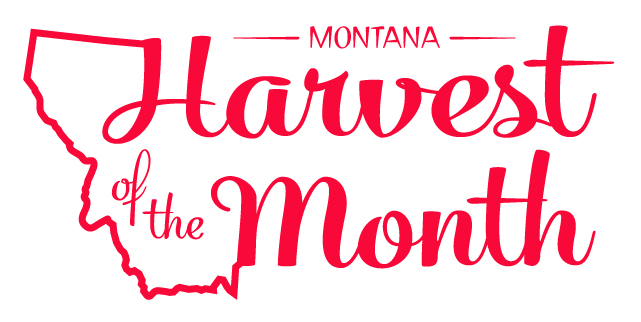 MONTANA
Harvest
of the Month